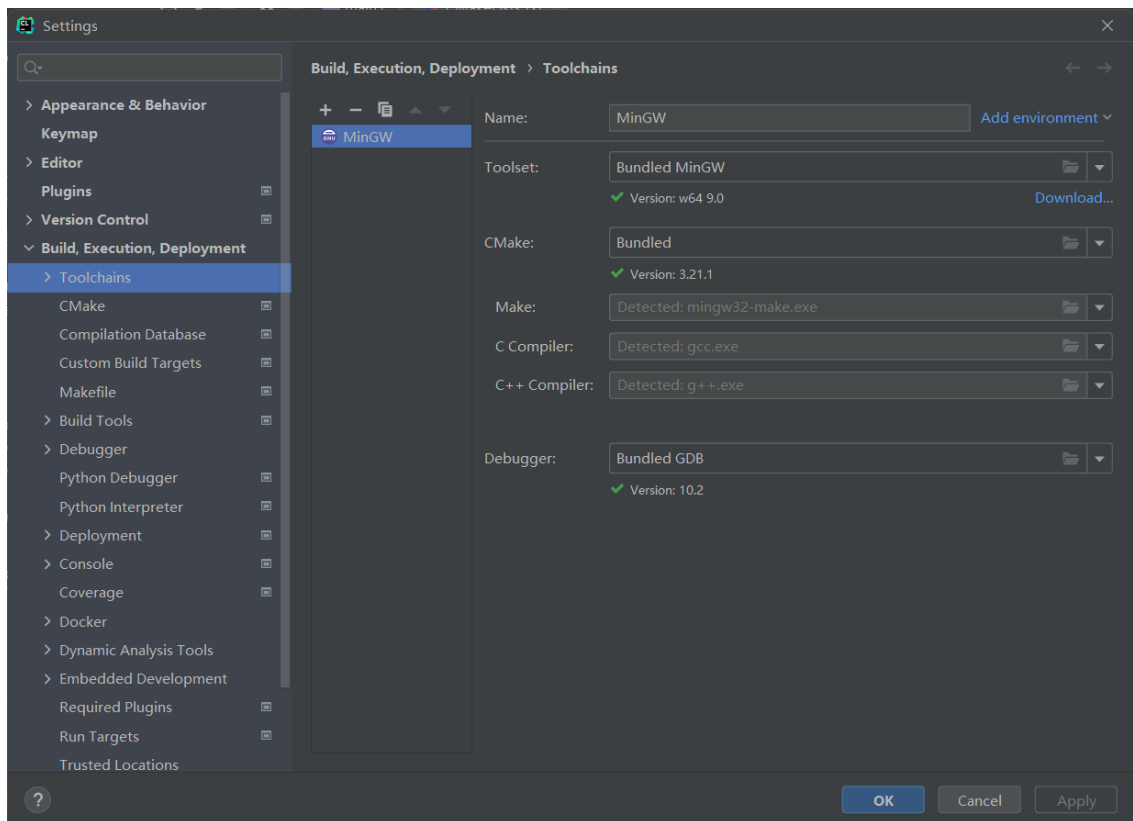 Settings
Build, Execution, Deployment › Toolchains
Appearance & Behavior
Keymap
Editor
Plugins
Version Control
Build, Execution, Deployment
Toolchains
CMake
Compilation Database
Custom Build Targets
Makefile
Build Tools
Debugger
Python Debugger
Python Interpreter
Deployment
Console
Coverage
Docker
Dynamic Analysis Tools
Embedded Development
Required Plugins
Run Targets
Trusted Locations
MinGW
Name: MinGW Add environment
Toolset: Bundled MinGW
Version: w64 9.0 Download...
CMake: Bundled
Version: 3.21.1
Make: Detected: mingw32-make.exe
C Compiler: Detected: gcc.exe
C++ Compiler: Detected: g++.exe
Debugger: Bundled GDB
Version: 10.2
? OK Cancel Apply